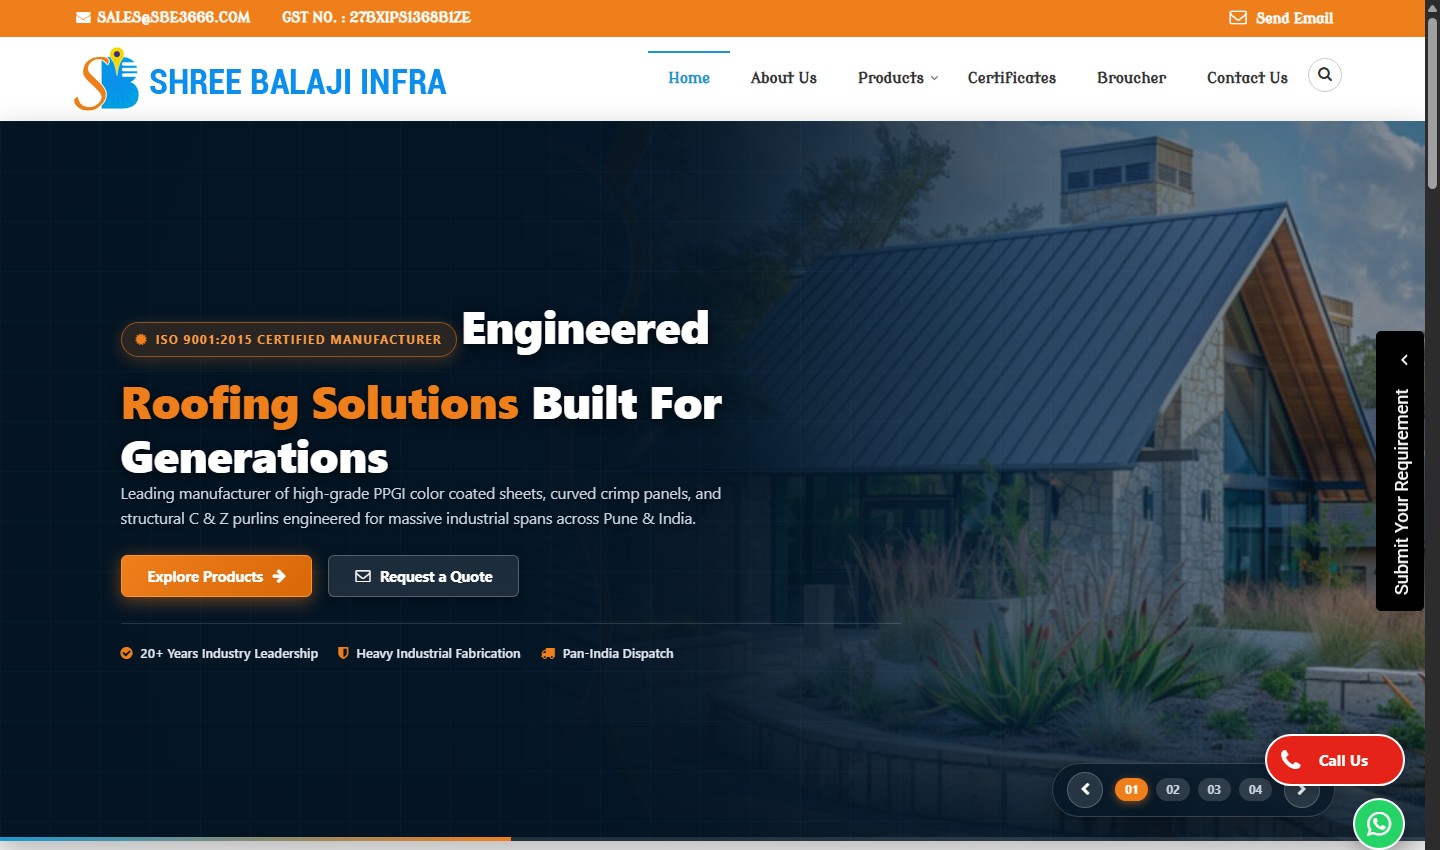 SALES@SBE3666.COM GST NO. : 27BXIPS1368B1ZE Send Email
SHREE BALAJI INFRA
Home About Us Products Certificates Broucher Contact Us
ISO 9001:2015 CERTIFIED MANUFACTURER Engineered
Roofing Solutions Built For
Generations
Leading manufacturer of high-grade PPGI color coated sheets, curved crimp panels, and
structural C & Z purlins engineered for massive industrial spans across Pune & India.
Explore Products Request a Quote
20+ Years Industry Leadership Heavy Industrial Fabrication Pan-India Dispatch
Submit Your Requirement
Call Us
01 02 03 04